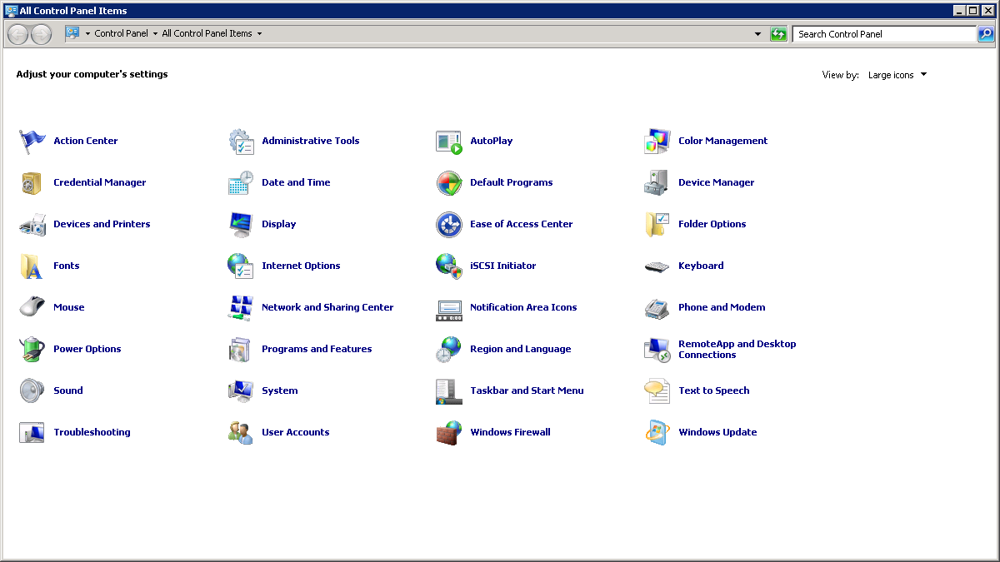 All Control Panel Items
Control Panel All Control Panel Items Search Control Panel
Adjust your computer's settings
View by: Large icons
Action Center Administrative Tools AutoPlay Color Management
Credential Manager Date and Time Default Programs Device Manager
Devices and Printers Display Ease of Access Center Folder Options
Fonts Internet Options iSCSI Initiator Keyboard
Mouse Network and Sharing Center Notification Area Icons Phone and Modem
Power Options Programs and Features Region and Language RemoteApp and Desktop
Connections
Sound System Taskbar and Start Menu Text to Speech
Troubleshooting User Accounts Windows Firewall Windows Update